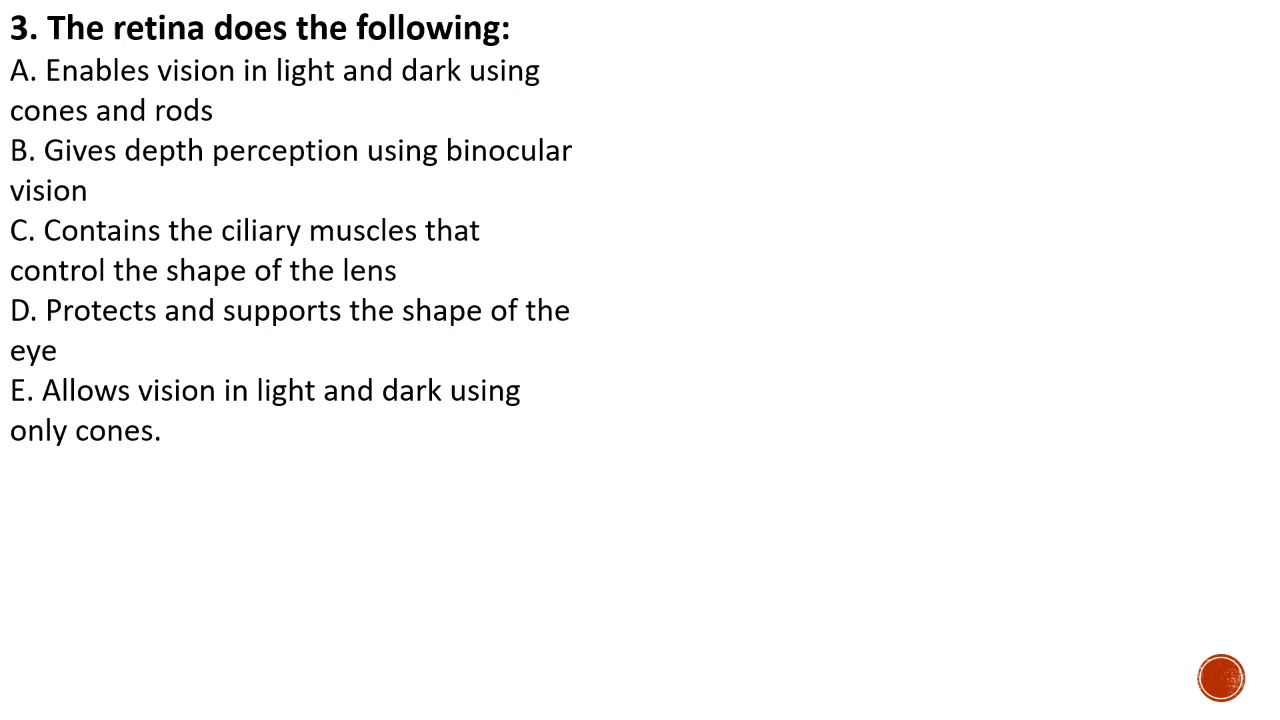 3. The retina does the following:
A. Enables vision in light and dark using
cones and rods
B. Gives depth perception using binocular
vision
C. Contains the ciliary muscles that
control the shape of the lens
D. Protects and supports the shape of the
eye
E. Allows vision in light and dark using
only cones.